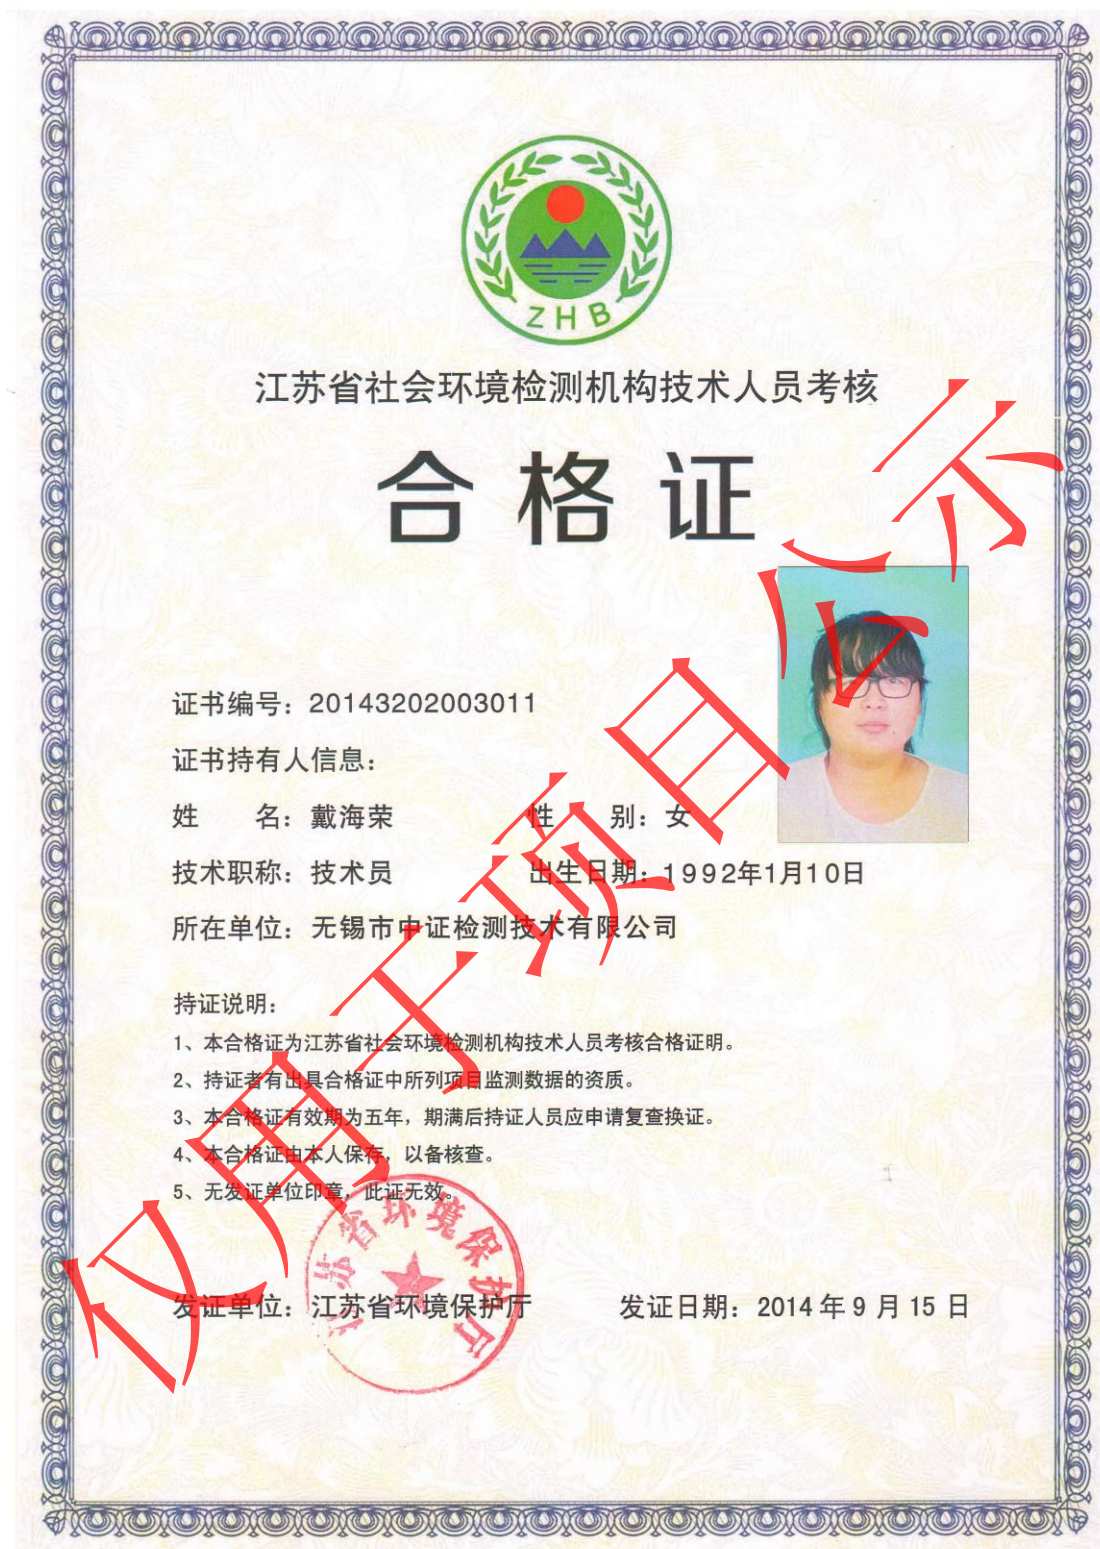 ZHB
江苏省社会环境检测机构技术人员考核
合格证
证书编号：20143202003011
证书持有人信息：
姓　　名：戴海荣　　性　　别：女
技术职称：技术员　　出生日期：1992年1月10日
所在单位：无锡市中证检测技术有限公司
持证说明：
1、本合格证为江苏省社会环境检测机构技术人员考核合格证明。
2、持证者有出具合格证中所列项目监测数据的资质。
3、本合格证有效期为五年，期满后持证人员应申请复查换证。
4、本合格证由本人保存，以备核查。
5、无发证单位印章，此证无效。
江苏省环境保护厅
发证单位：江苏省环境保护厅　　发证日期：2014年9月15日
仅用于项目公示